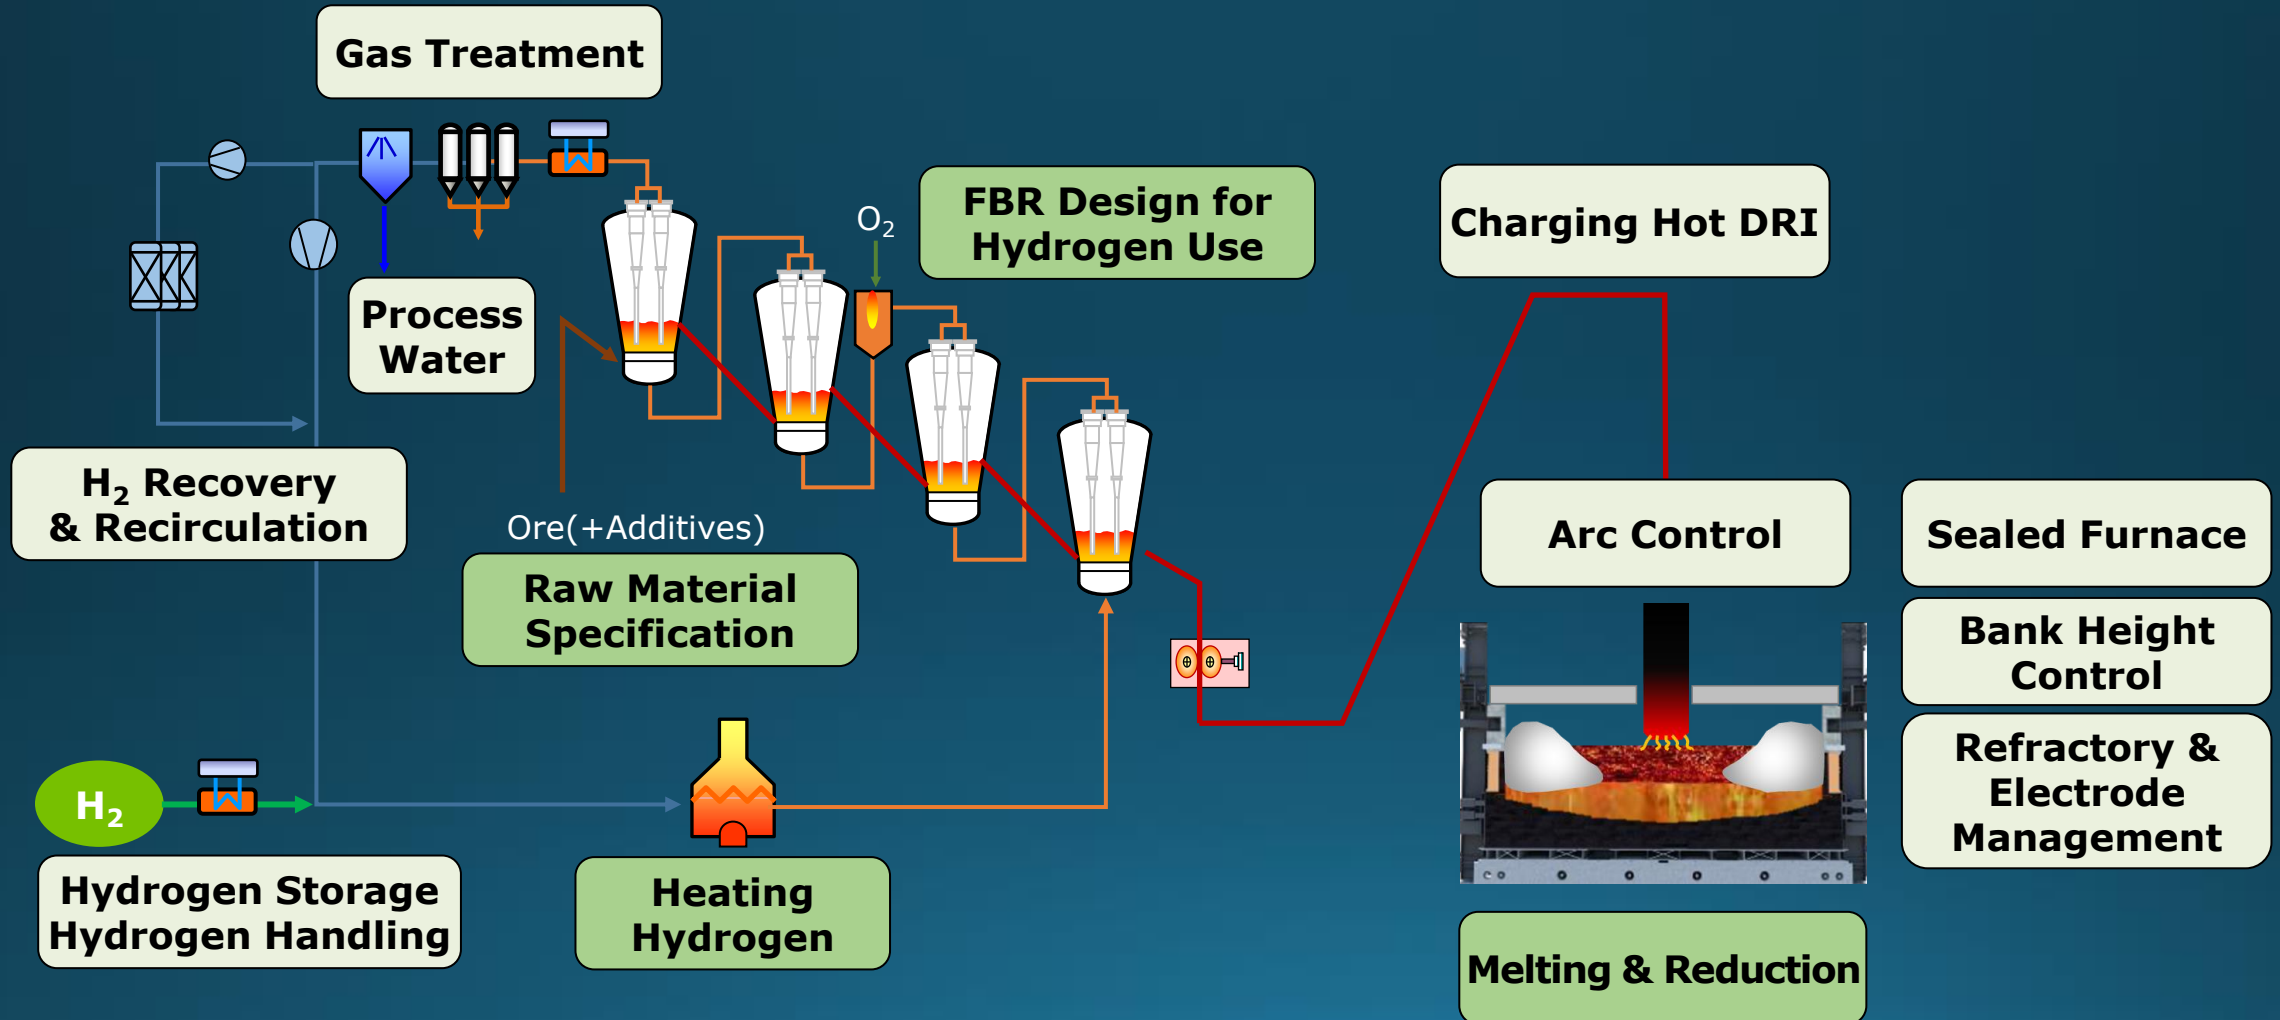 Gas Treatment
O₂
FBR Design for
Hydrogen Use
Charging Hot DRI
Process
Water
H₂ Recovery
& Recirculation
Ore(+Additives)
Raw Material
Specification
Arc Control
Sealed Furnace
Bank Height
Control
Refractory &
Electrode
Management
H₂
Hydrogen Storage
Hydrogen Handling
Heating
Hydrogen
Melting & Reduction